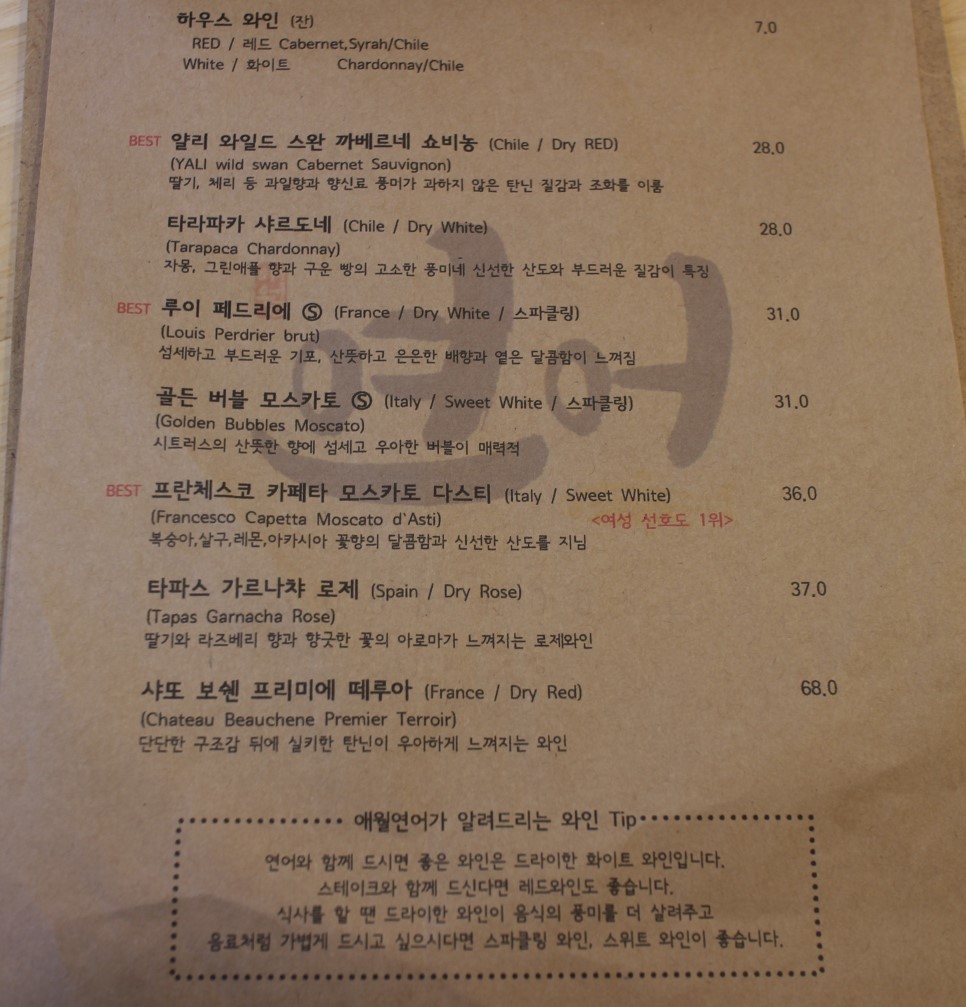 하우스 와인 (잔) 7.0
RED / 레드 Cabernet,Syrah/Chile
White / 화이트 Chardonnay/Chile
BEST 얄리 와일드 스완 까베르네 쇼비뇽 (Chile / Dry RED) 28.0
(YALI wild swan Cabernet Sauvignon)
딸기, 체리 등 과일향과 향신료 풍미가 과하지 않은 탄닌 질감과 조화를 이룸
타라파카 샤르도네 (Chile / Dry White) 28.0
(Tarapaca Chardonnay)
자몽, 그린애플 향과 구운 빵의 고소한 풍미네 신선한 산도와 부드러운 질감이 특징
BEST 루이 페드리에 Ⓢ (France / Dry White / 스파클링) 31.0
(Louis Perdrier brut)
섬세하고 부드러운 기포, 산뜻하고 은은한 배향과 옅은 달콤함이 느껴짐
골든 버블 모스카토 Ⓢ (Italy / Sweet White / 스파클링) 31.0
(Golden Bubbles Moscato)
시트러스의 산뜻한 향에 섬세고 우아한 버블이 매력적
연어
BEST 프란체스코 카페타 모스카토 다스티 (Italy / Sweet White) 36.0
(Francesco Capetta Moscato d`Asti) <여성 선호도 1위>
복숭아,살구,레몬,아카시아 꽃향의 달콤함과 신선한 산도를 지님
타파스 가르나챠 로제 (Spain / Dry Rose) 37.0
(Tapas Garnacha Rose)
딸기와 라즈베리 향과 향긋한 꽃의 아로마가 느껴지는 로제와인
샤또 보쉔 프리미에 떼루아 (France / Dry Red) 68.0
(Chateau Beauchene Premier Terroir)
단단한 구조감 뒤에 실키한 탄닌이 우아하게 느껴지는 와인
애월연어가 알려드리는 와인 Tip
연어와 함께 드시면 좋은 와인은 드라이한 화이트 와인입니다.
스테이크와 함께 드신다면 레드와인도 좋습니다.
식사를 할 땐 드라이한 와인이 음식의 풍미를 더 살려주고
음료처럼 가볍게 드시고 싶으시다면 스파클링 와인, 스위트 와인이 좋습니다.